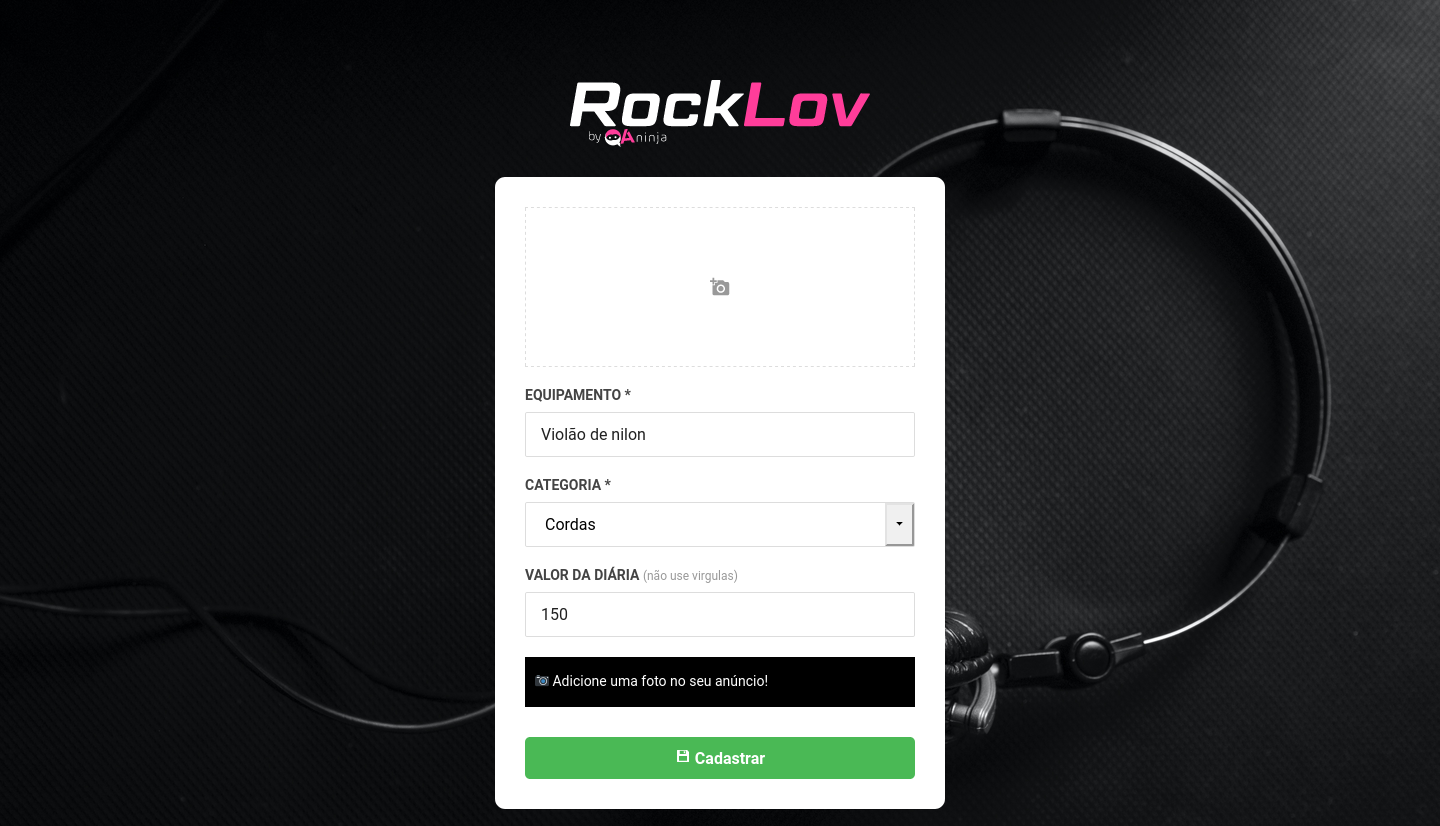 RockLov
by QAninja
EQUIPAMENTO *
Violão de nilon
CATEGORIA *
Cordas
VALOR DA DIÁRIA (não use virgulas)
150
📷 Adicione uma foto no seu anúncio!
Cadastrar